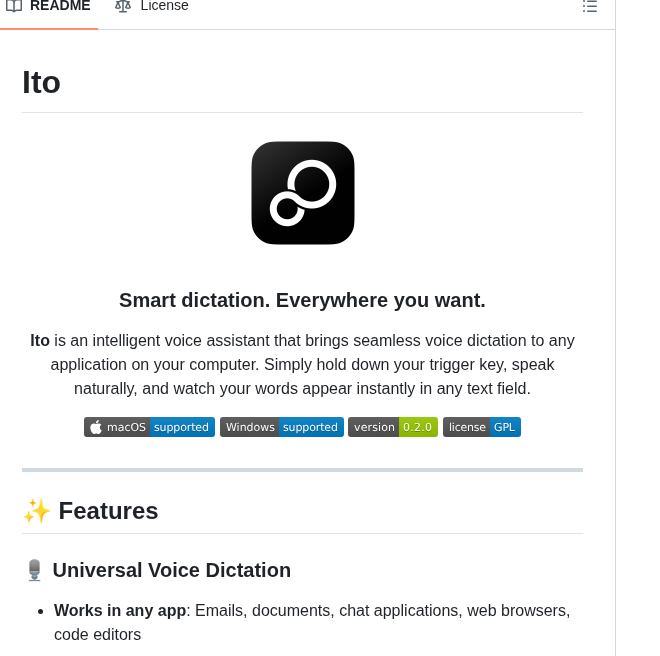 README License
Ito
Smart dictation. Everywhere you want.
Ito is an intelligent voice assistant that brings seamless voice dictation to any
application on your computer. Simply hold down your trigger key, speak
naturally, and watch your words appear instantly in any text field.
macOS supported Windows supported version 0.2.0 license GPL
✨ Features
🎙️ Universal Voice Dictation
• Works in any app: Emails, documents, chat applications, web browsers,
code editors